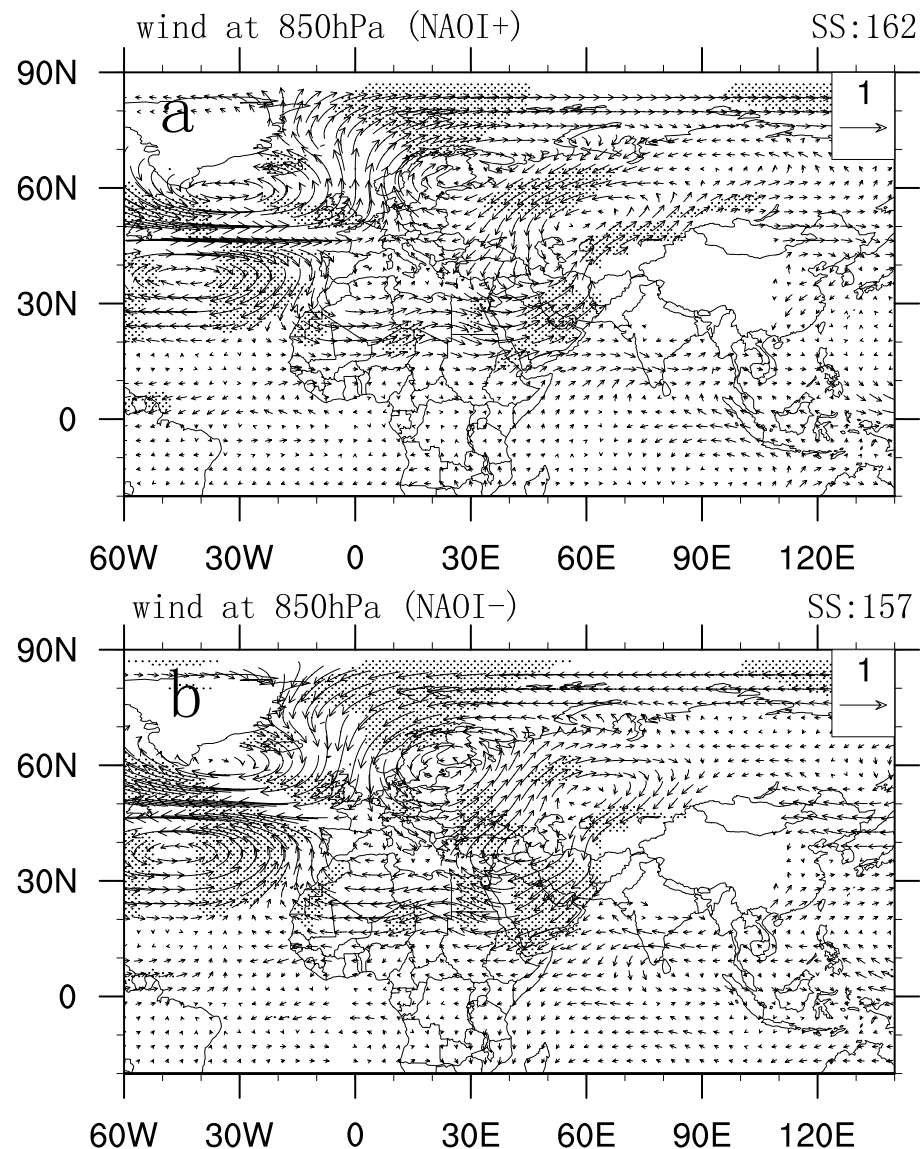 wind at 850hPa (NAOI+) SS:162
90N
a
1
60N
30N
0
60W 30W 0 30E 60E 90E 120E
wind at 850hPa (NAOI-) SS:157
90N
b
1
60N
30N
0
60W 30W 0 30E 60E 90E 120E